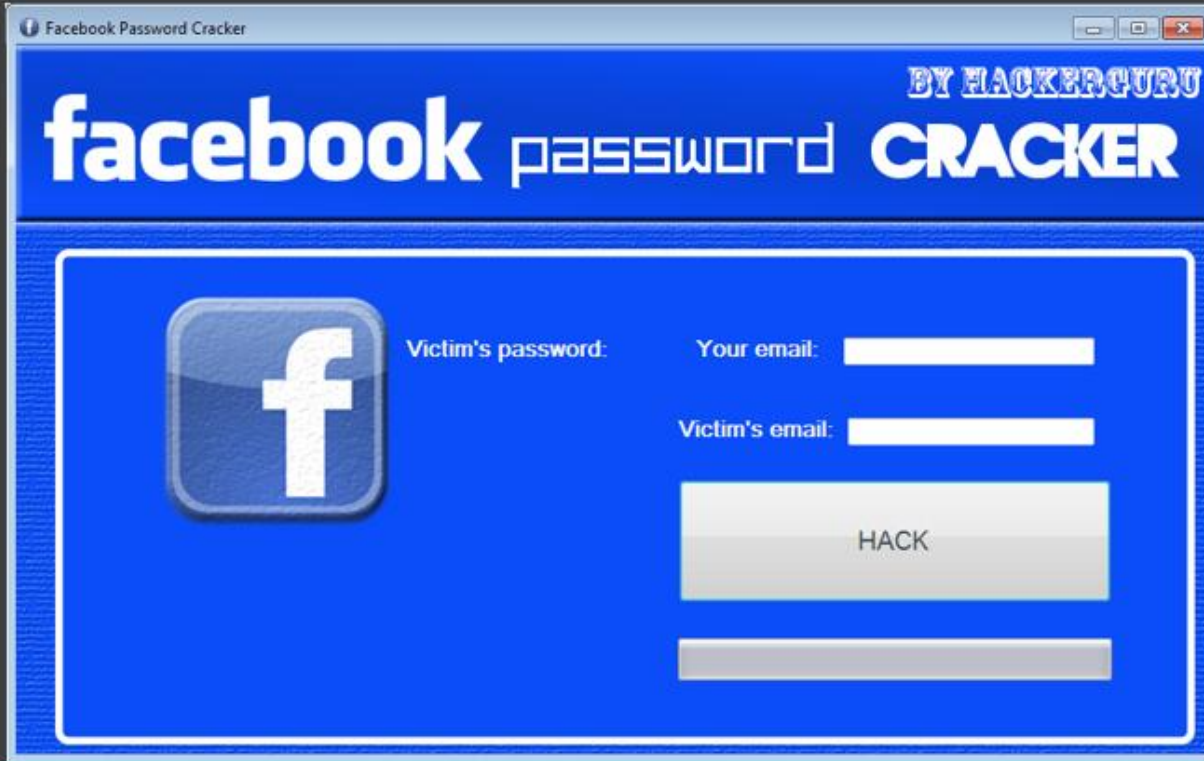 Facebook Password Cracker
BY HACKERGURU
facebook password CRACKER
f
Victim's password:
Your email:
Victim's email:
HACK